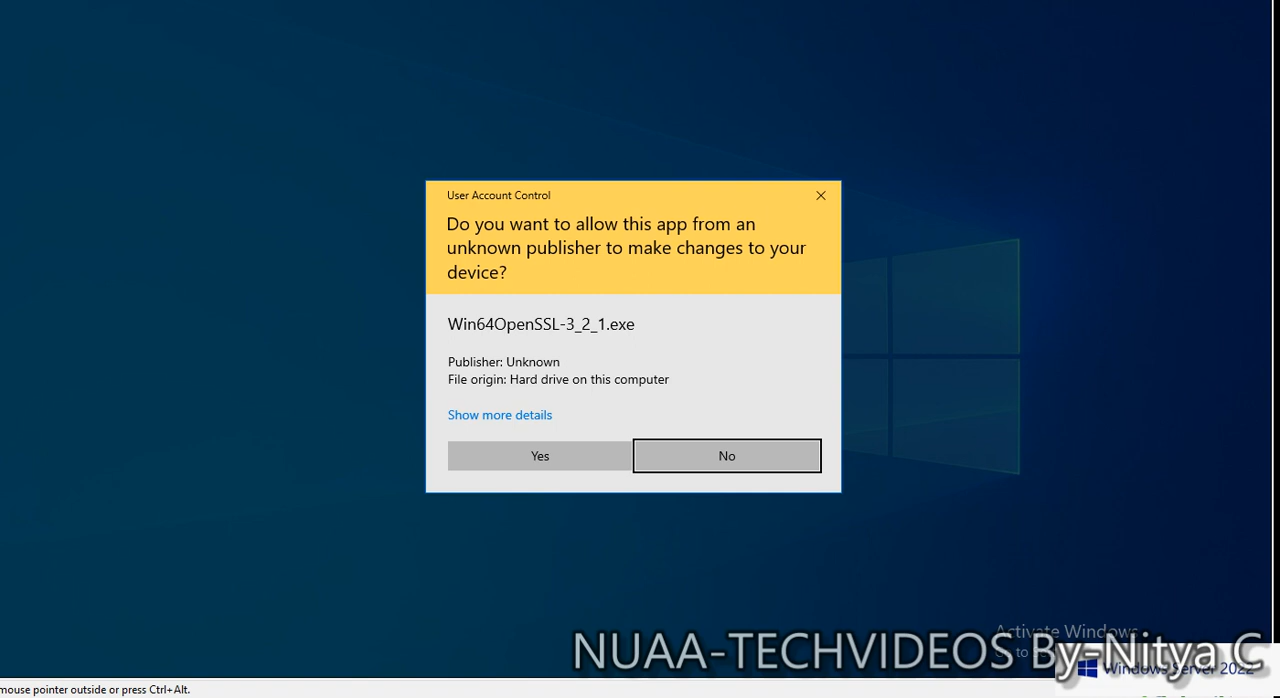 User Account Control
Do you want to allow this app from an
unknown publisher to make changes to your
device?
Win64OpenSSL-3_2_1.exe
Publisher: Unknown
File origin: Hard drive on this computer
Show more details
Yes
No
Activate Windows
Go to
NUAA-TECHVIDEOS By-Nitya C
Windows Server 2022
mouse pointer outside or press Ctrl+Alt.